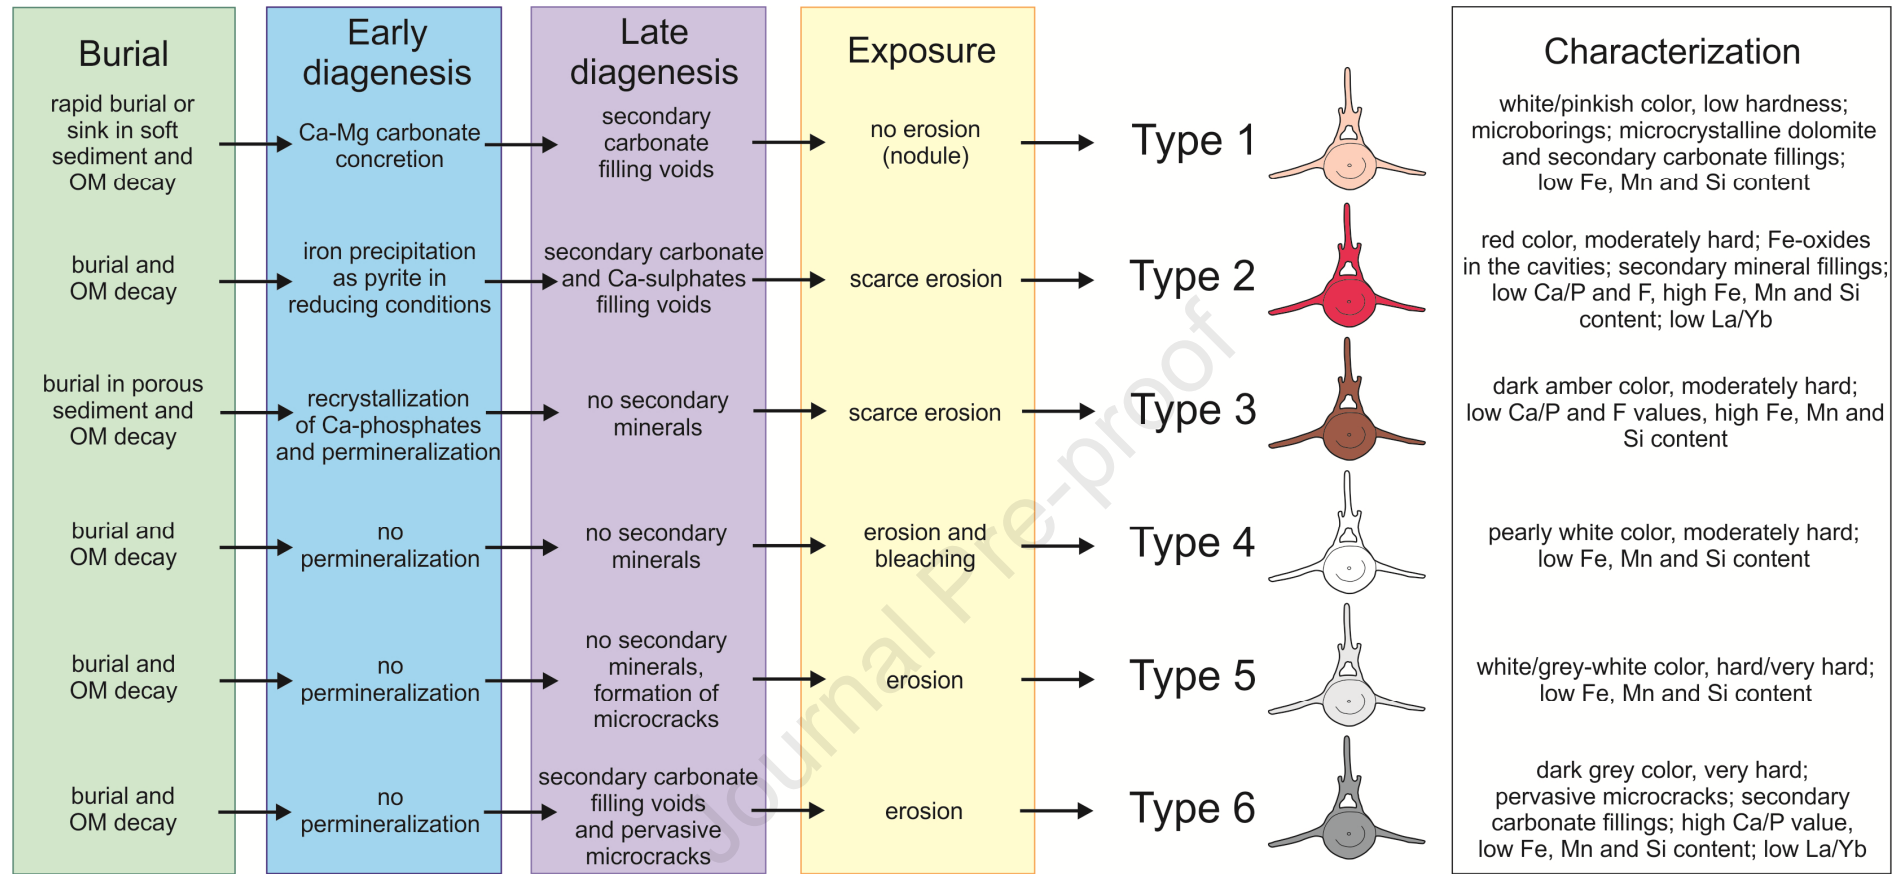 Burial
Early
diagenesis
Late
diagenesis
Exposure
Characterization
rapid burial or
sink in soft
sediment and
OM decay
Ca-Mg carbonate
concretion
secondary
carbonate
filling voids
no erosion
(nodule)
Type 1
white/pinkish color, low hardness;
microborings; microcrystalline dolomite
and secondary carbonate fillings;
low Fe, Mn and Si content
burial and
OM decay
iron precipitation
as pyrite in
reducing conditions
secondary carbonate
and Ca-sulphates
filling voids
scarce erosion
Type 2
red color, moderately hard; Fe-oxides
in the cavities; secondary mineral fillings;
low Ca/P and F, high Fe, Mn and Si
content; low La/Yb
burial in porous
sediment and
OM decay
recrystallization
of Ca-phosphates
and permineralization
no secondary
minerals
scarce erosion
Type 3
dark amber color, moderately hard;
low Ca/P and F values, high Fe, Mn and
Si content
burial and
OM decay
no
permineralization
no secondary
minerals
erosion and
bleaching
Type 4
pearly white color, moderately hard;
low Fe, Mn and Si content
burial and
OM decay
no
permineralization
no secondary
minerals,
formation of
microcracks
erosion
Type 5
white/grey-white color, hard/very hard;
low Fe, Mn and Si content
burial and
OM decay
no
permineralization
secondary carbonate
filling voids
and pervasive
microcracks
erosion
Type 6
dark grey color, very hard;
pervasive microcracks; secondary
carbonate fillings; high Ca/P value,
low Fe, Mn and Si content; low La/Yb
Journal Pre-proof